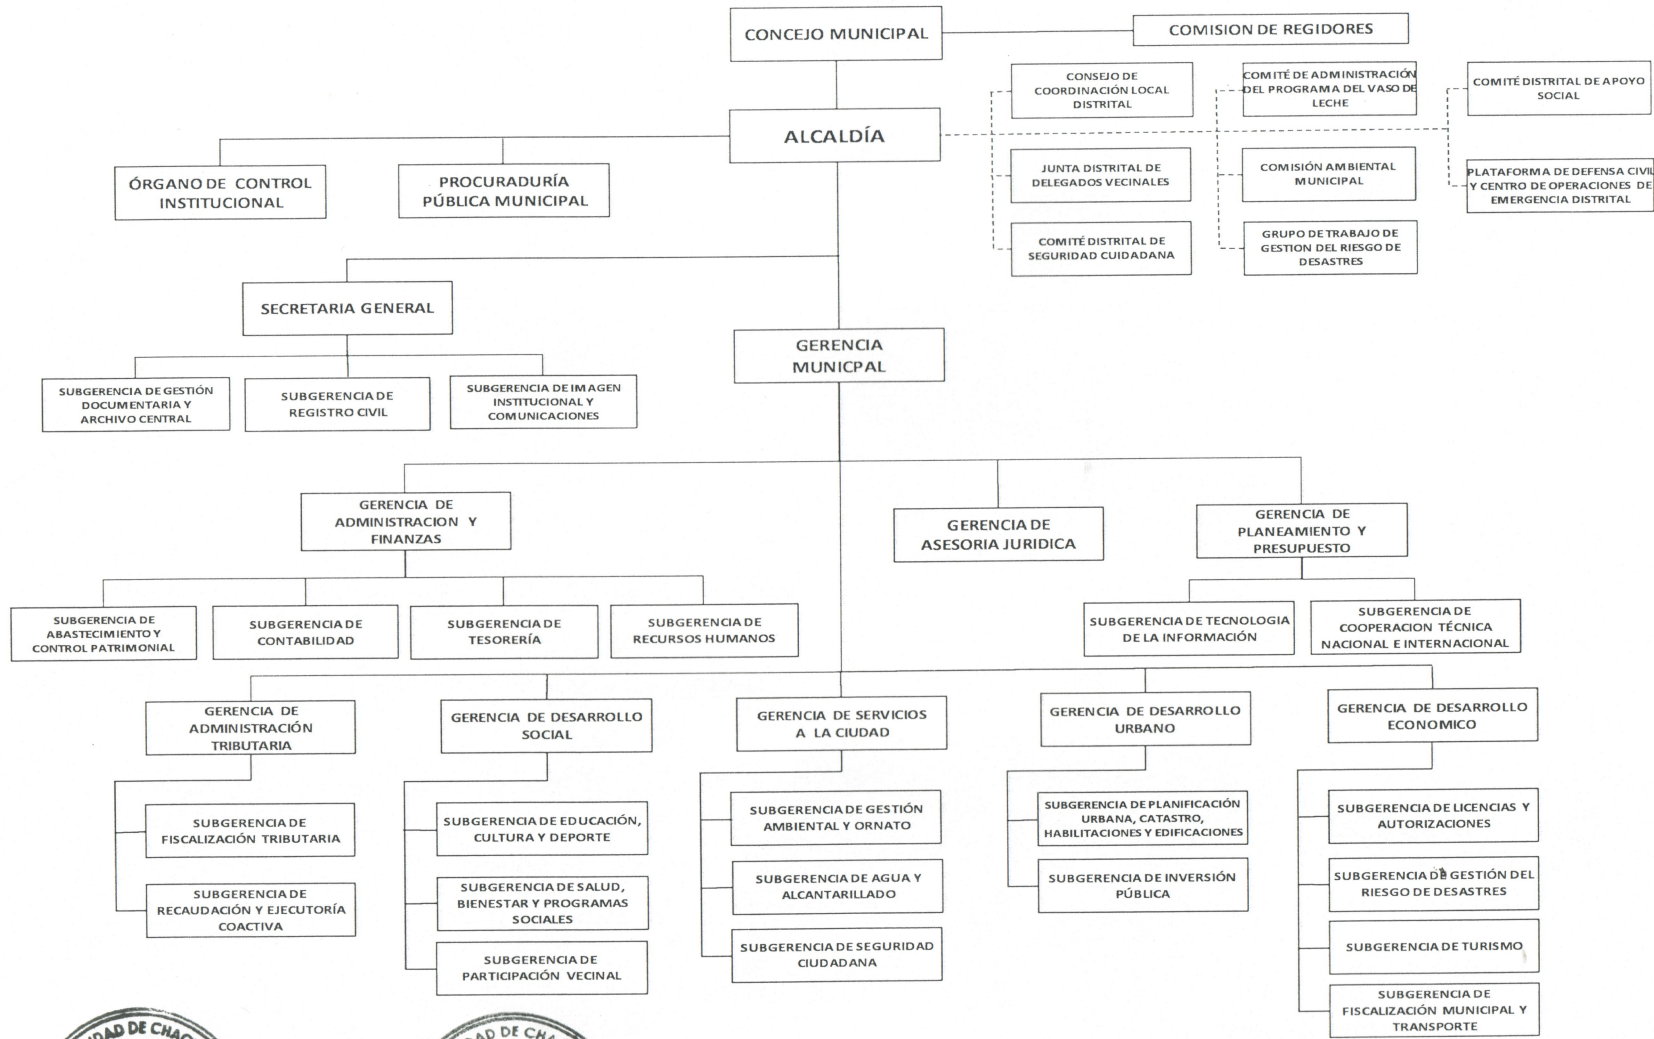 CONCEJO MUNICIPAL
COMISION DE REGIDORES
CONSEJO DE
COORDINACIÓN LOCAL
DISTRITAL
COMITÉ DE ADMINISTRACIÓN
DEL PROGRAMA DEL VASO DE
LECHE
COMITÉ DISTRITAL DE APOYO
SOCIAL
ALCALDÍA
ÓRGANO DE CONTROL
INSTITUCIONAL
PROCURADURÍA
PÚBLICA MUNICIPAL
JUNTA DISTRITAL DE
DELEGADOS VECINALES
COMISIÓN AMBIENTAL
MUNICIPAL
PLATAFORMA DE DEFENSA CIVIL
Y CENTRO DE OPERACIONES DE
EMERGENCIA DISTRITAL
COMITÉ DISTRITAL DE
SEGURIDAD CUIDADANA
GRUPO DE TRABAJO DE
GESTION DEL RIESGO DE
DESASTRES
SECRETARIA GENERAL
GERENCIA
MUNICPAL
SUBGERENCIA DE GESTIÓN
DOCUMENTARIA Y
ARCHIVO CENTRAL
SUBGERENCIA DE
REGISTRO CIVIL
SUBGERENCIA DE IMAGEN
INSTITUCIONAL Y
COMUNICACIONES
GERENCIA DE
ADMINISTRACION Y
FINANZAS
GERENCIA DE
ASESORIA JURIDICA
GERENCIA DE
PLANEAMIENTO Y
PRESUPUESTO
SUBGERENCIA DE
ABASTECIMIENTO Y
CONTROL PATRIMONIAL
SUBGERENCIA DE
CONTABILIDAD
SUBGERENCIA DE
TESORERÍA
SUBGERENCIA DE
RECURSOS HUMANOS
SUBGERENCIA DE TECNOLOGIA
DE LA INFORMACIÓN
SUBGERENCIA DE
COOPERACION TÉCNICA
NACIONAL E INTERNACIONAL
GERENCIA DE
ADMINISTRACIÓN
TRIBUTARIA
GERENCIA DE DESARROLLO
SOCIAL
GERENCIA DE SERVICIOS
A LA CIUDAD
GERENCIA DE DESARROLLO
URBANO
GERENCIA DE DESARROLLO
ECONOMICO
SUBGERENCIA DE
FISCALIZACIÓN TRIBUTARIA
SUBGERENCIA DE EDUCACIÓN,
CULTURA Y DEPORTE
SUBGERENCIA DE GESTIÓN
AMBIENTAL Y ORNATO
SUBGERENCIA DE PLANIFICACIÓN
URBANA, CATASTRO,
HABILITACIONES Y EDIFICACIONES
SUBGERENCIA DE LICENCIAS Y
AUTORIZACIONES
SUBGERENCIA DE
RECAUDACIÓN Y EJECUTORÍA
COACTIVA
SUBGERENCIA DE SALUD,
BIENESTAR Y PROGRAMAS
SOCIALES
SUBGERENCIA DE AGUA Y
ALCANTARILLADO
SUBGERENCIA DE INVERSIÓN
PÚBLICA
SUBGERENCIA DE GESTIÓN DEL
RIESGO DE DESASTRES
SUBGERENCIA DE
PARTICIPACIÓN VECINAL
SUBGERENCIA DE SEGURIDAD
CIUDADANA
SUBGERENCIA DE TURISMO
SUBGERENCIA DE
FISCALIZACIÓN MUNICIPAL Y
TRANSPORTE
DAD DE CHAC
AD DE CHA